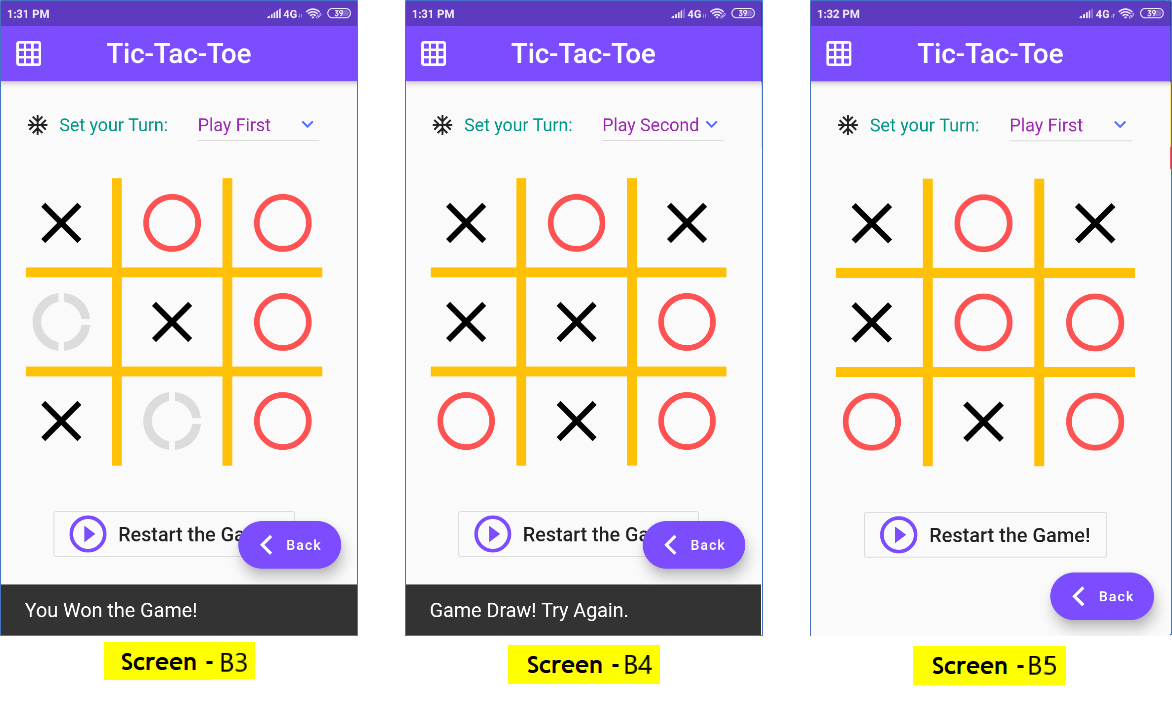 1:31 PM 4G 39
Tic-Tac-Toe
Set your Turn: Play First
Restart the Ga
Back
You Won the Game!
Screen - B3
1:31 PM 4G 39
Tic-Tac-Toe
Set your Turn: Play Second
Restart the Ga
Back
Game Draw! Try Again.
Screen - B4
1:32 PM 4G 39
Tic-Tac-Toe
Set your Turn: Play First
Restart the Game!
Back
Screen -B5